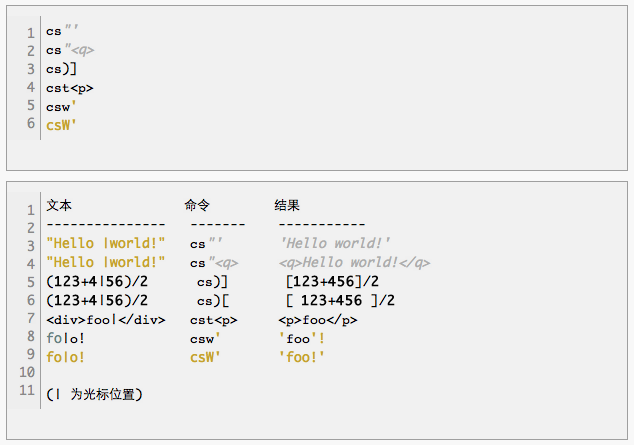 1 cs"'
2 cs"<q>
3 cs)]
4 cst<p>
5 csw'
6 csW'
1 文本 命令 结果
2 --------------- ------- -----------
3 "Hello |world!" cs"' 'Hello world!'
4 "Hello |world!" cs"<q> <q>Hello world!</q>
5 (123+4|56)/2 cs)] [123+456]/2
6 (123+4|56)/2 cs)[ [ 123+456 ]/2
7 <div>foo|</div> cst<p> <p>foo</p>
8 fo|o! csw' 'foo'!
9 fo|o! csW' 'foo!'
10
11 (| 为光标位置)